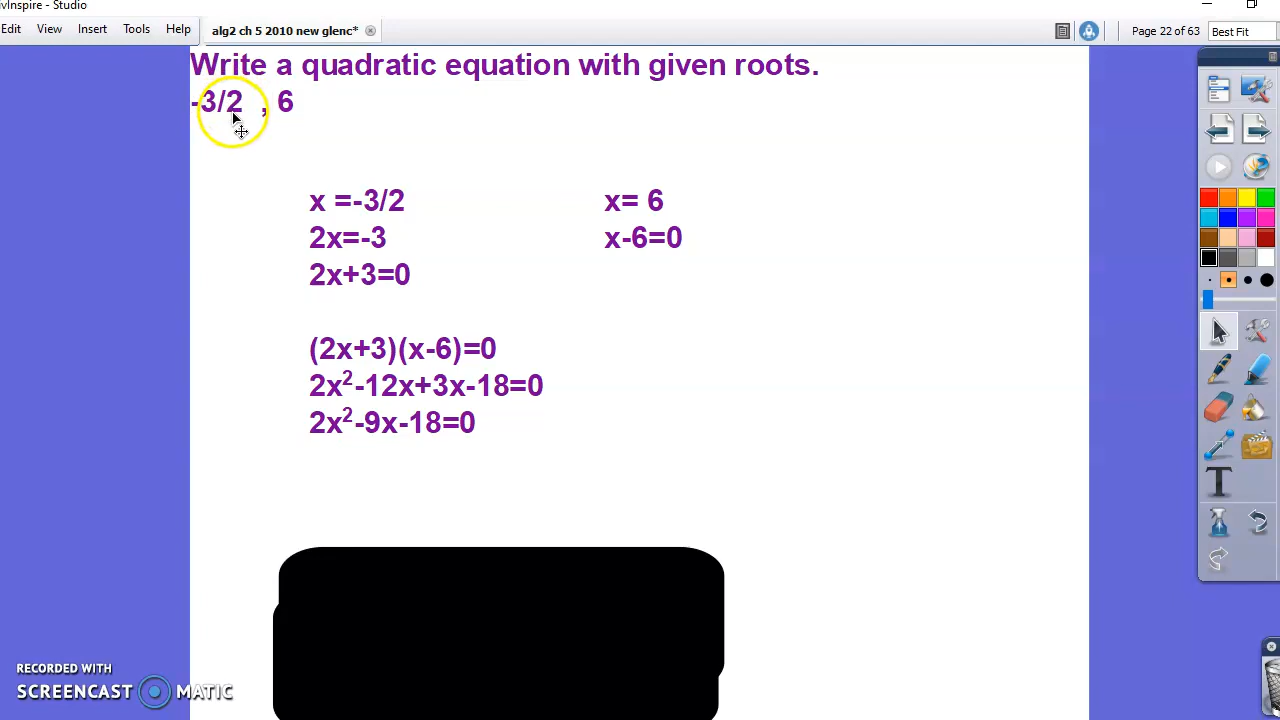 ivInspire - Studio
Edit View Insert Tools Help alg2 ch 5 2010 new glenc* Page 22 of 63 Best Fit
Write a quadratic equation with given roots.
-3/2 , 6
x =-3/2 x= 6
2x=-3 x-6=0
2x+3=0
(2x+3)(x-6)=0
2x²-12x+3x-18=0
2x²-9x-18=0
T
RECORDED WITH
SCREENCAST MATIC